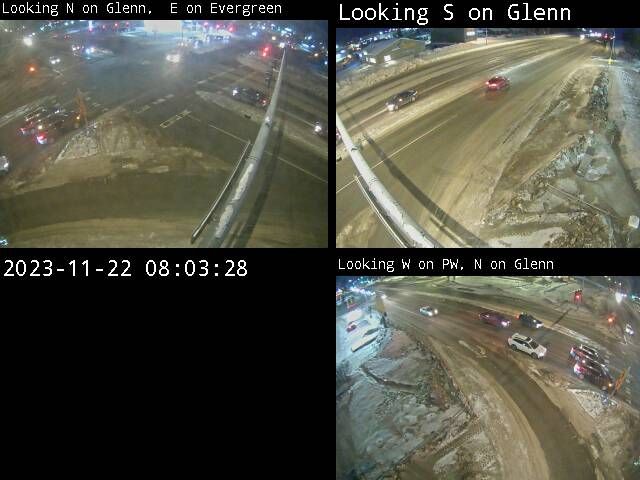 Looking N on Glenn, E on Evergreen
Looking S on Glenn
2023-11-22 08:03:28
Looking W on PW, N on Glenn